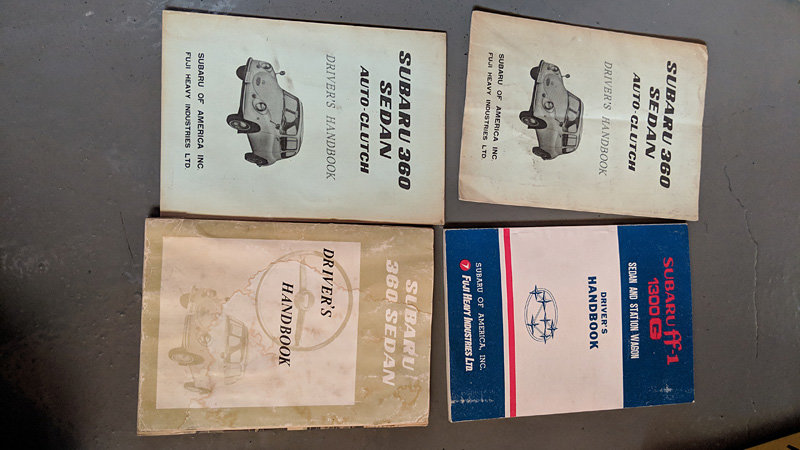 SUBARU 360
SEDAN
AUTO-CLUTCH
DRIVER'S HANDBOOK
SUBARU OF AMERICA INC.
FUJI HEAVY INDUSTRIES LTD.
SUBARU 360
SEDAN
AUTO-CLUTCH
DRIVER'S HANDBOOK
SUBARU OF AMERICA INC.
FUJI HEAVY INDUSTRIES LTD.
SUBARU
360 SEDAN
DRIVER'S
HANDBOOK
SUBARU ff-1
1300G
SEDAN AND STATION WAGON
DRIVER'S
HANDBOOK
SUBARU OF AMERICA, INC.
FUJI HEAVY INDUSTRIES LTD.